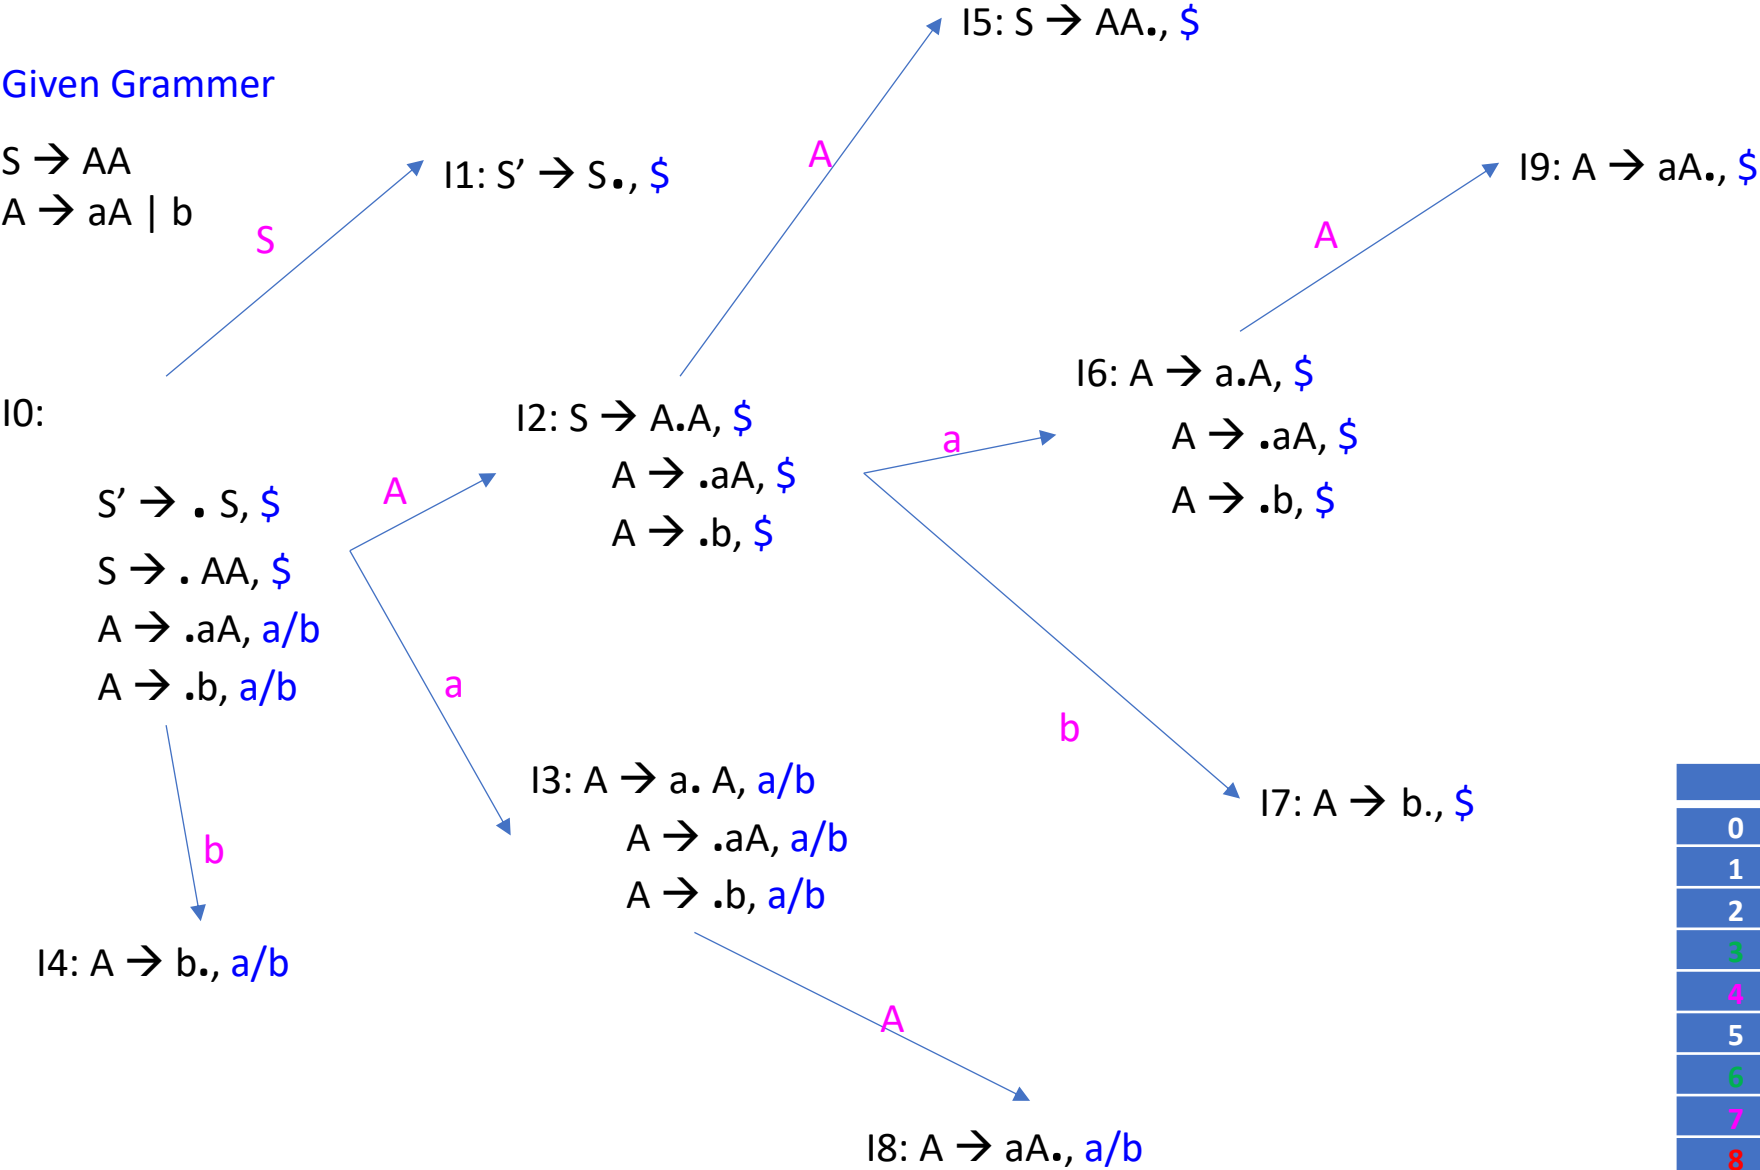 Given Grammer
S → AA
A → aA | b
S
I1: S’ → S., $
A
I5: S → AA., $
A
I9: A → aA., $
I0:
S’ → . S, $
S → . AA, $
A → .aA, a/b
A → .b, a/b
A
a
b
I2: S → A.A, $
A → .aA, $
A → .b, $
a
b
I6: A → a.A, $
A → .aA, $
A → .b, $
I3: A → a. A, a/b
A → .aA, a/b
A → .b, a/b
I7: A → b., $
I4: A → b., a/b
A
I8: A → aA., a/b
0
1
2
3
4
5
6
7
8